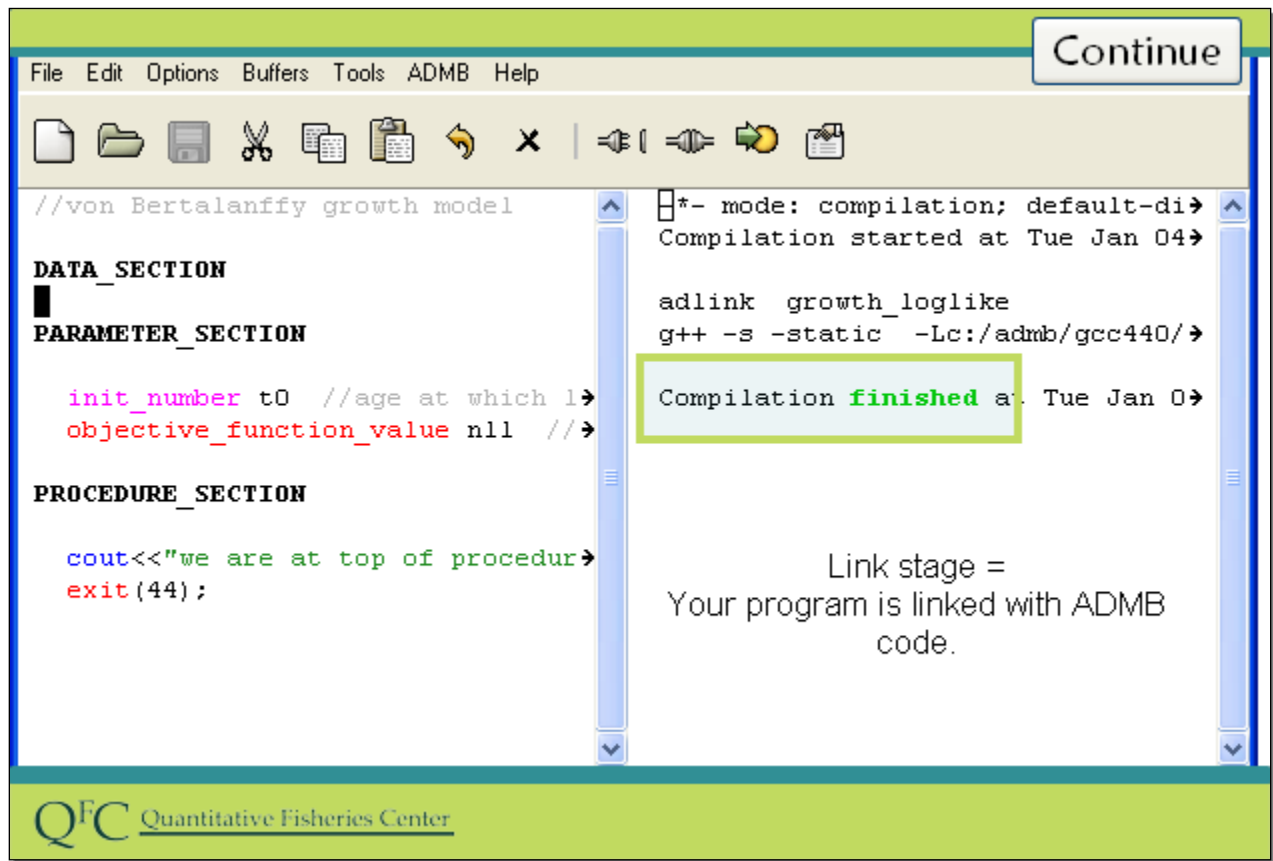 Continue
File Edit Options Buffers Tools ADMB Help
//von Bertalanffy growth model
DATA_SECTION
PARAMETER_SECTION
init_number t0 //age at which l
objective_function_value nll //
PROCEDURE_SECTION
cout<<"we are at top of procedur
exit(44);
-*- mode: compilation; default-di
Compilation started at Tue Jan 04
adlink growth_loglike
g++ -s -static -Lc:/admb/gcc440/
Compilation finished at Tue Jan 0
Link stage =
Your program is linked with ADMB
code.
QFC Quantitative Fisheries Center